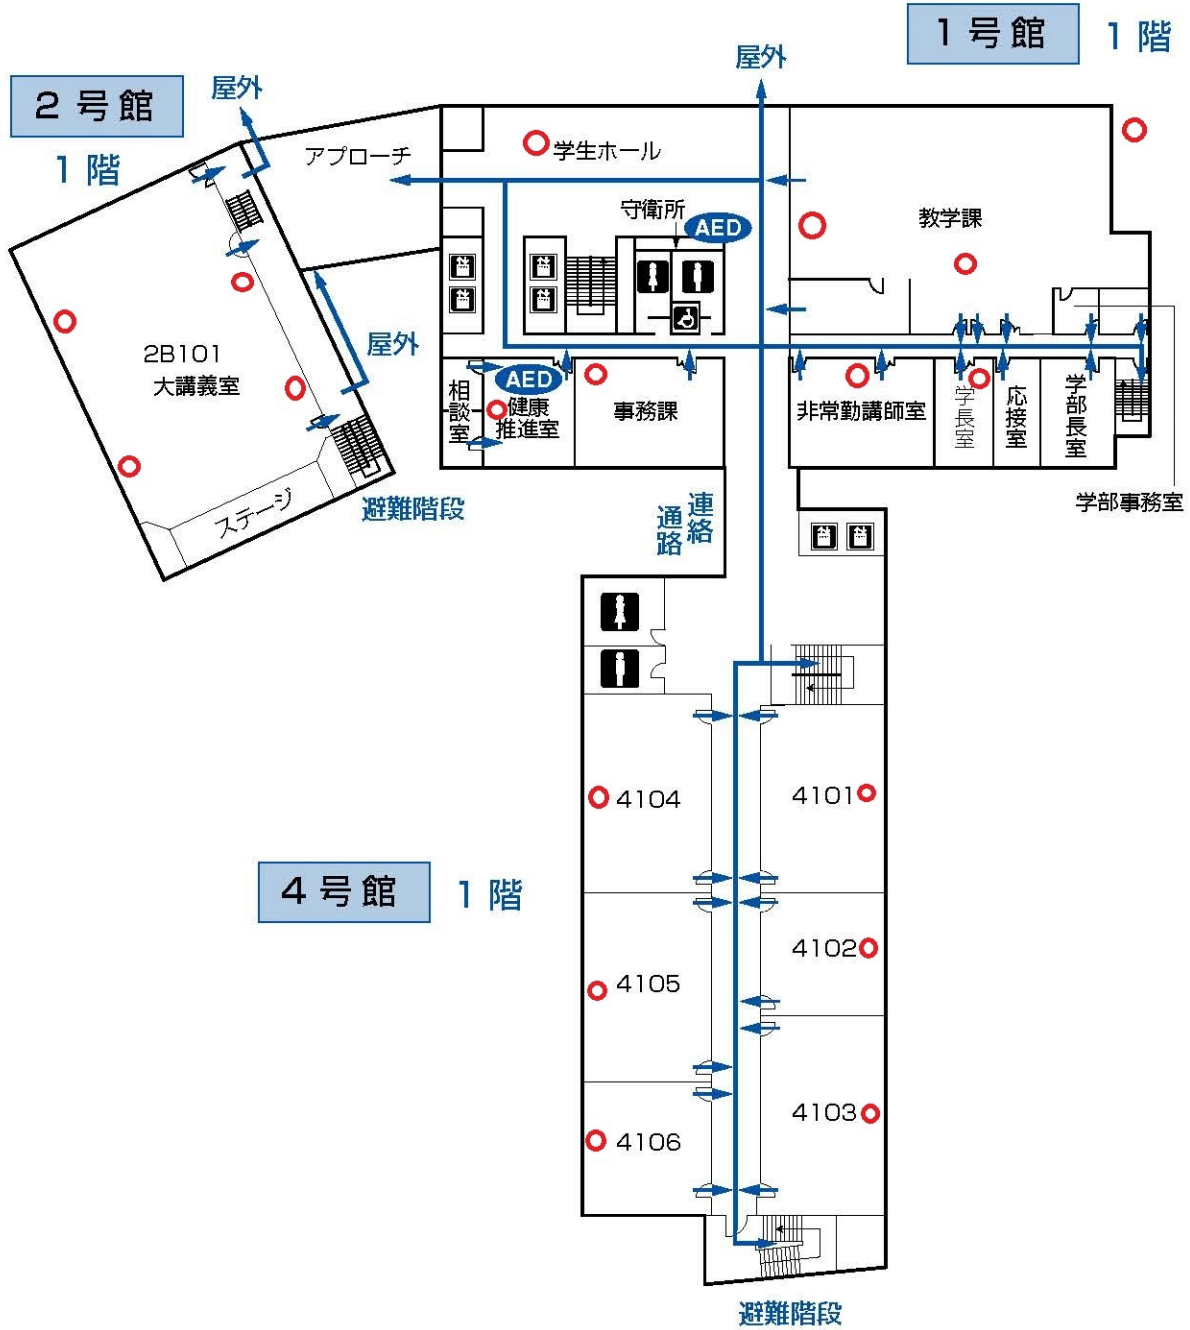 1号館 1階
屋外
2号館
屋外
1階
アプローチ
学生ホール
守衛所
AED
教学課
2B101
大講義室
屋外
相談室
AED
健康
推進室
事務課
非常勤講師室
学長室
応接室
学部長室
学部事務室
ステージ
避難階段
連絡
通路
4104
4101
4号館 1階
4102
4105
4103
4106
避難階段